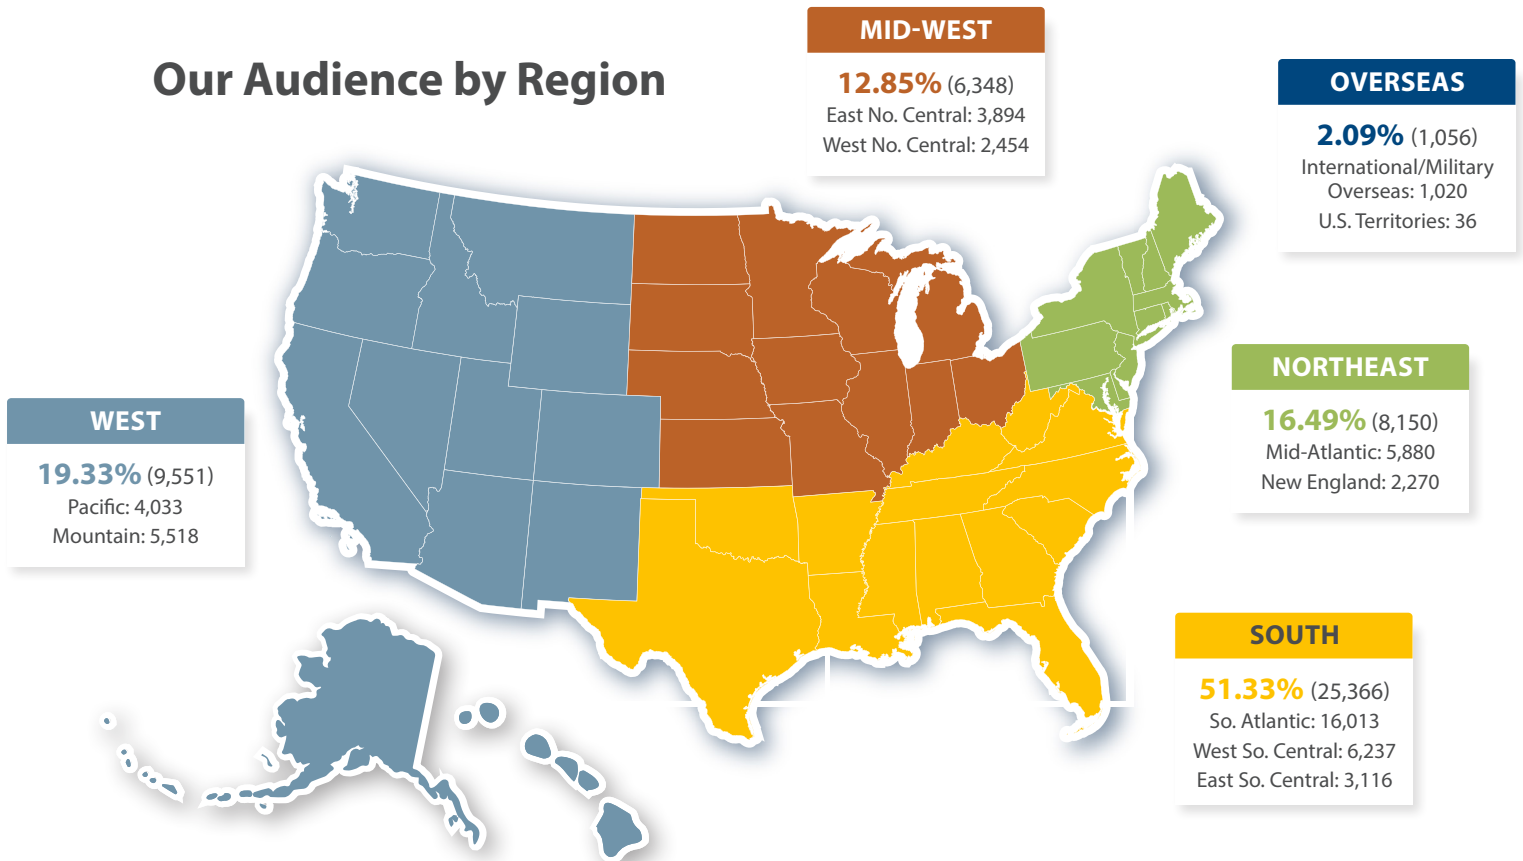 Our Audience by Region
MID-WEST
12.85% (6,348)
East No. Central: 3,894
West No. Central: 2,454
OVERSEAS
2.09% (1,056)
International/Military
Overseas: 1,020
U.S. Territories: 36
NORTHEAST
16.49% (8,150)
Mid-Atlantic: 5,880
New England: 2,270
WEST
19.33% (9,551)
Pacific: 4,033
Mountain: 5,518
SOUTH
51.33% (25,366)
So. Atlantic: 16,013
West So. Central: 6,237
East So. Central: 3,116